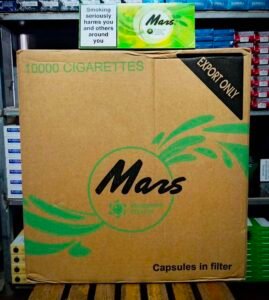 Smoking
seriously
harms you
and others
around
you
Mars
10000 CIGARETTES
EXPORT ONLY
Mars
Capsules in filter